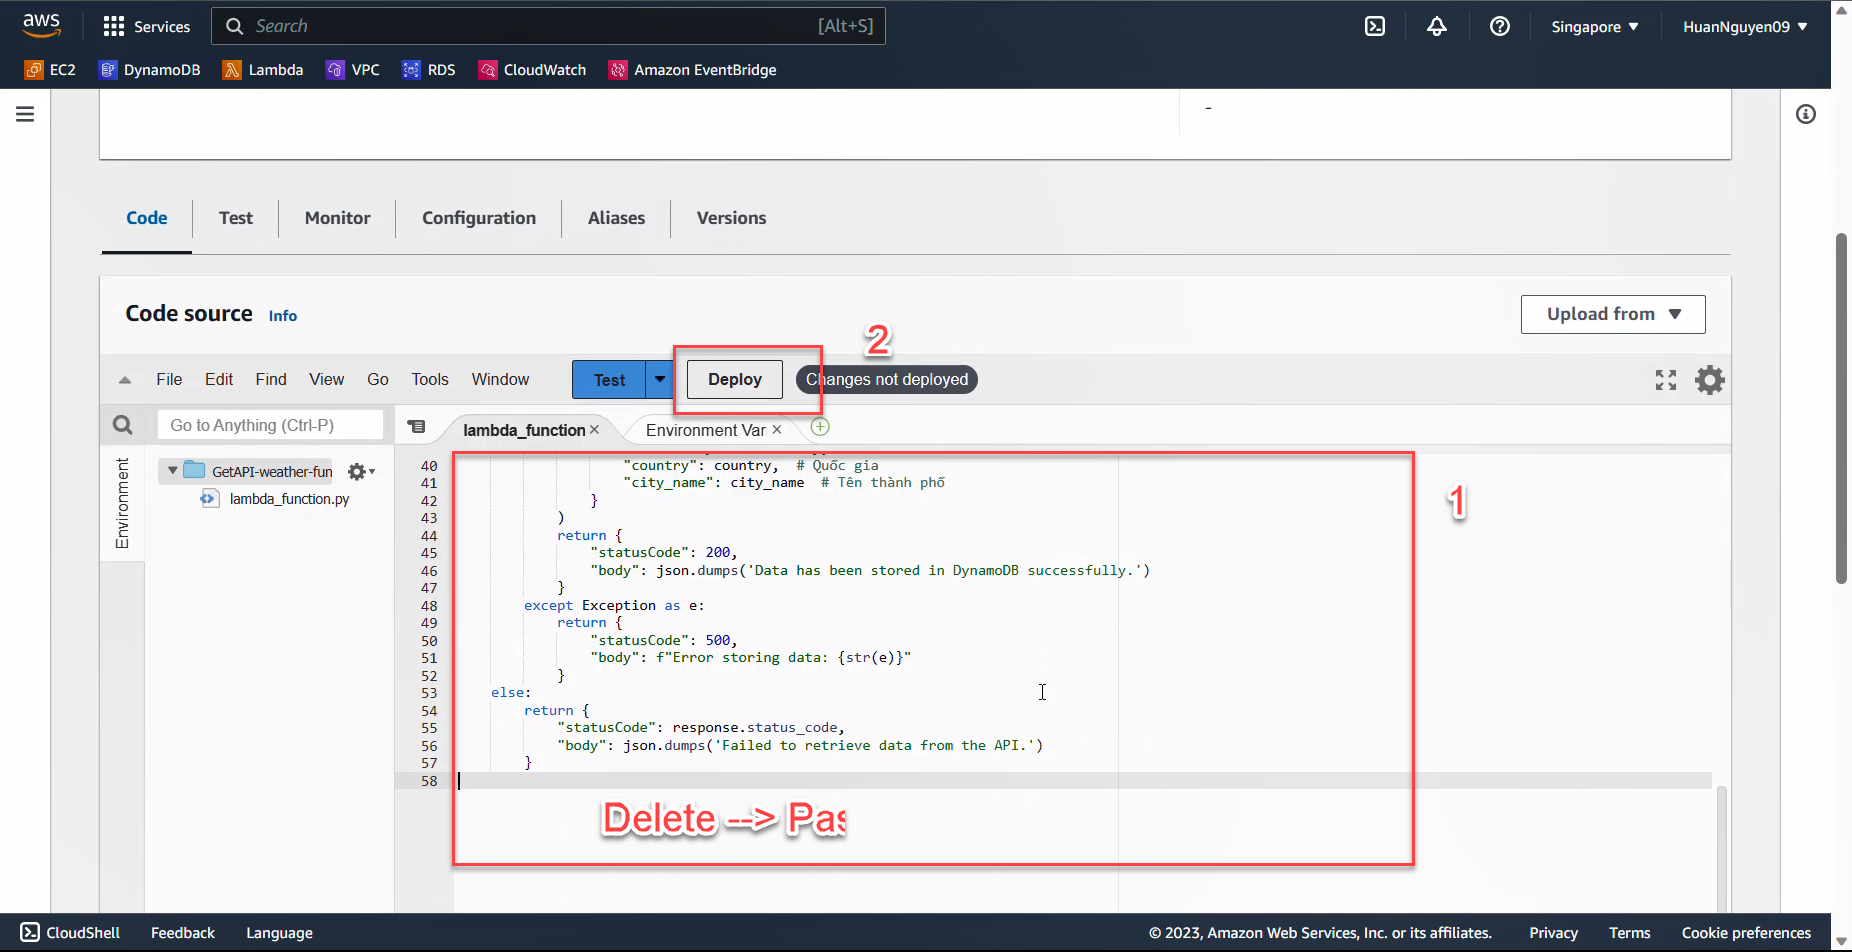 aws Services Search [Alt+S] Singapore HuanNguyen09
EC2 DynamoDB Lambda VPC RDS CloudWatch Amazon EventBridge
-
Code Test Monitor Configuration Aliases Versions
Code source Info Upload from
2
File Edit Find View Go Tools Window Test Deploy Changes not deployed
Go to Anything (Ctrl-P) lambda_function Environment Var
Environment
GetAPI-weather-fun
lambda_function.py
1
40 "country": country, # Quốc gia
41 "city_name": city_name # Tên thành phố
42 }
43 )
44 return {
45 "statusCode": 200,
46 "body": json.dumps('Data has been stored in DynamoDB successfully.')
47 }
48 except Exception as e:
49 return {
50 "statusCode": 500,
51 "body": f"Error storing data: {str(e)}"
52 }
53 else:
54 return {
55 "statusCode": response.status_code,
56 "body": json.dumps('Failed to retrieve data from the API.')
57 }
58
Delete --> Pas
CloudShell Feedback Language © 2023, Amazon Web Services, Inc. or its affiliates. Privacy Terms Cookie preferences